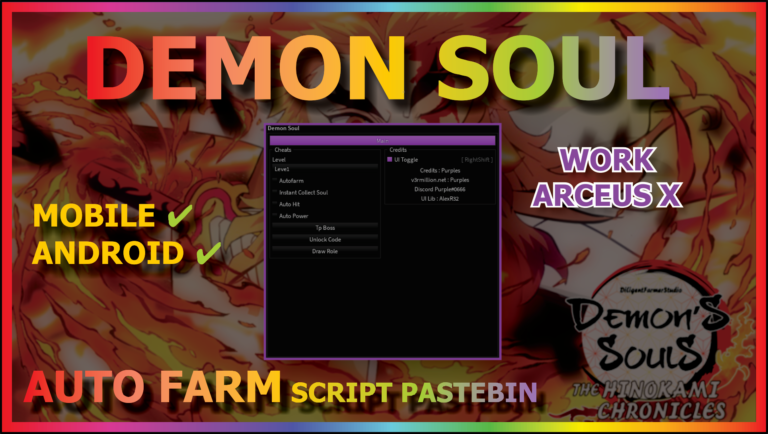 DEMON SOUL
Demon Soul
Main
Cheats
Level
Level1
Autofarm
Instant Collect Soul
Auto Hit
Auto Power
Tp Boss
Unlock Code
Draw Role
Credits
UI Toggle [ RightShift ]
Credits : Purples
v3rmillion.net : Purples
Discord Purple#0666
UI Lib : AlexR32
WORK
ARCEUS X
MOBILE ✔
ANDROID ✔
DiligentFarmerStudio
DEMON'S
SOULS
THE HINOKAMI
CHRONICLES
AUTO FARM SCRIPT PASTEBIN